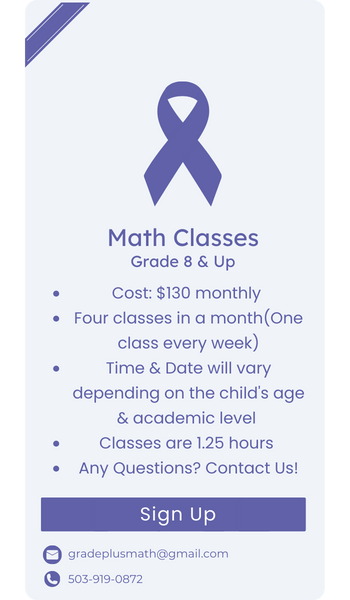 Math Classes
Grade 8 & Up
• Cost: $130 monthly
• Four classes in a month(One
class every week)
• Time & Date will vary
depending on the child's age
& academic level
• Classes are 1.25 hours
• Any Questions? Contact Us!
Sign Up
gradeplusmath@gmail.com
503-919-0872